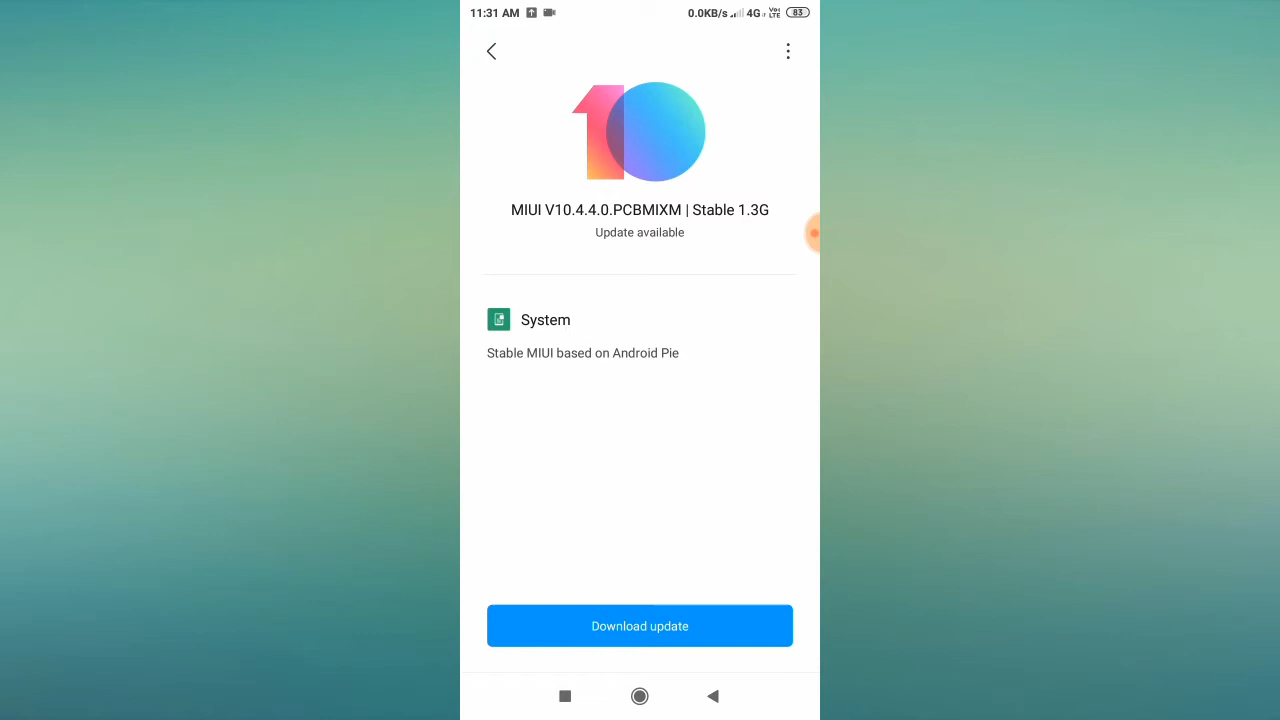 11:31 AM 0.0KB/s 4G Vo LTE 83
10
MIUI V10.4.4.0.PCBMIXM | Stable 1.3G
Update available
System
Stable MIUI based on Android Pie
Download update